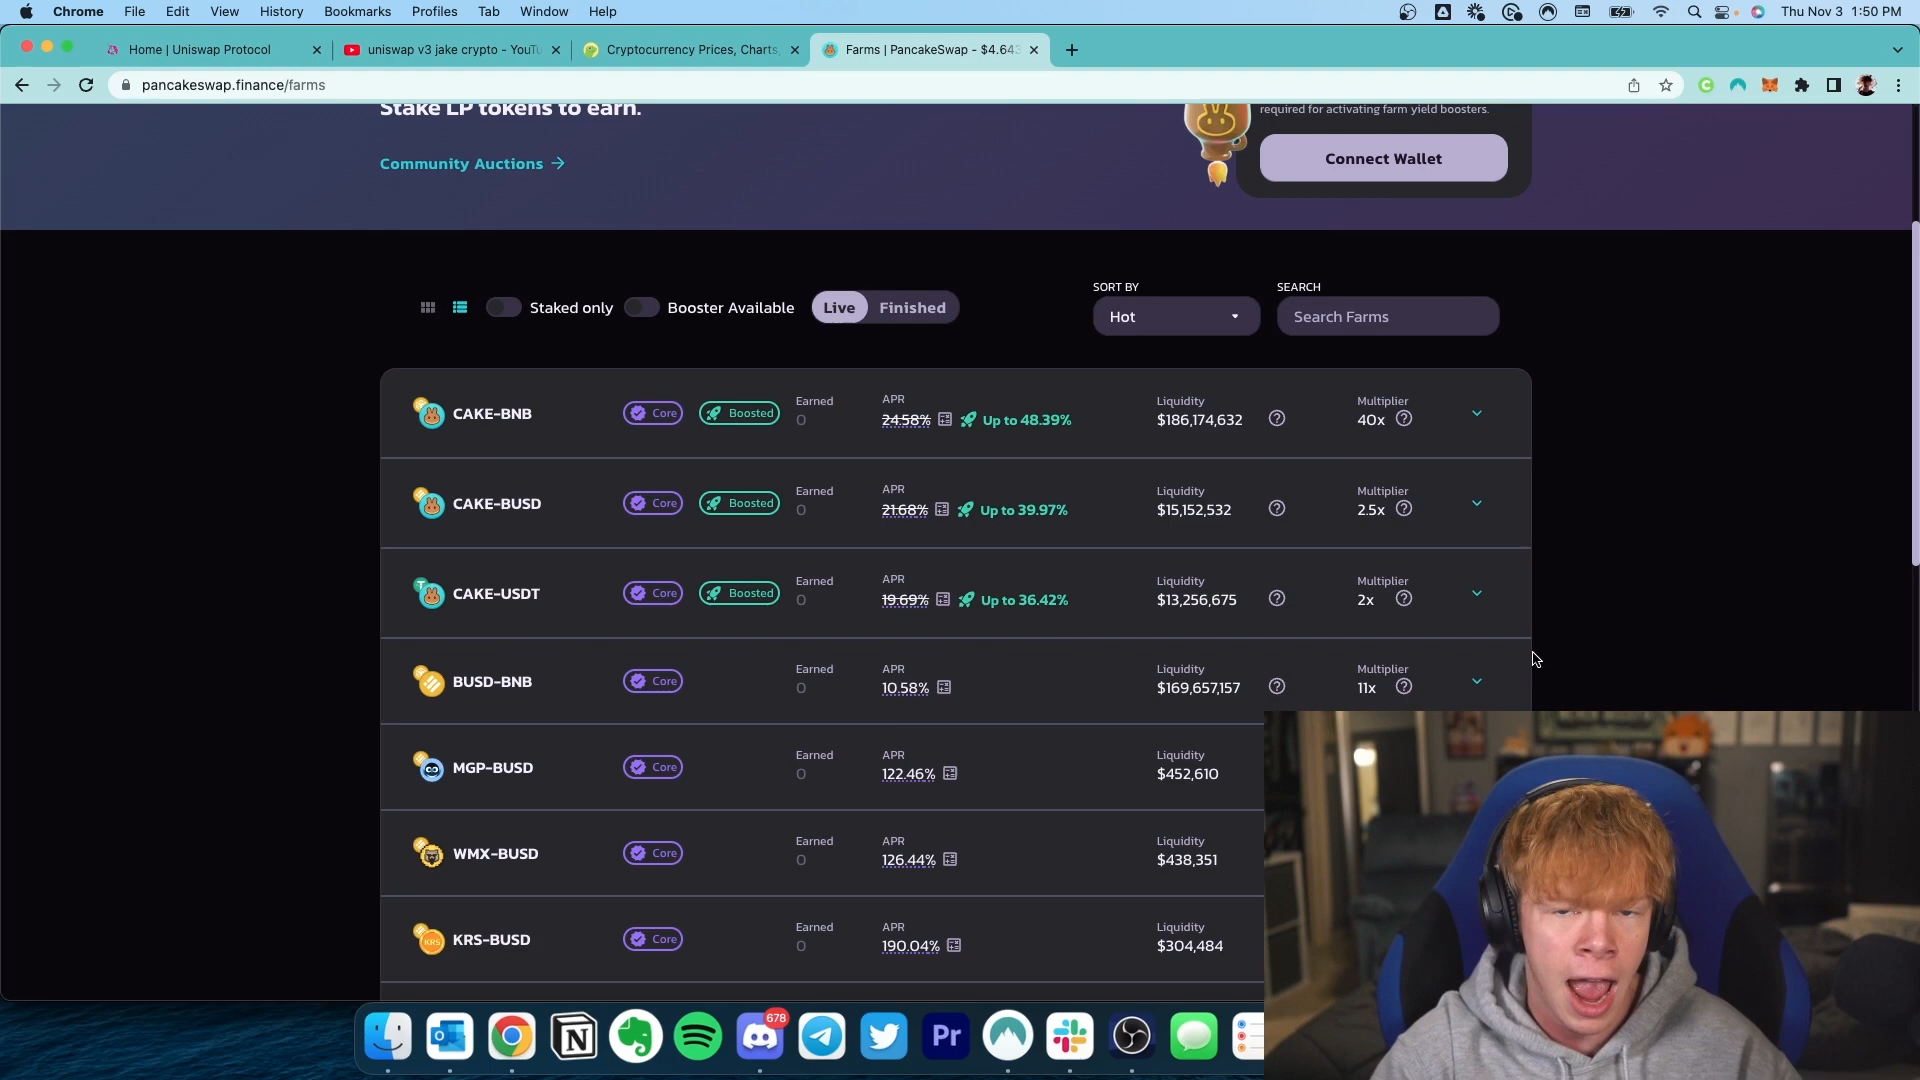 Chrome File Edit View History Bookmarks Profiles Tab Window Help Thu Nov 3 1:50 PM
Home | Uniswap Protocol
uniswap v3 jake crypto - YouTu
Cryptocurrency Prices, Charts,
Farms | PancakeSwap - $4.643
pancakeswap.finance/farms
Stake LP tokens to earn.
required for activating farm yield boosters.
Community Auctions
Connect Wallet
SORT BY SEARCH
Staked only Booster Available Live Finished Hot Search Farms
CAKE-BNB Core Boosted Earned 0 APR 24.58% Up to 48.39% Liquidity $186,174,632 Multiplier 40x
CAKE-BUSD Core Boosted Earned 0 APR 21.68% Up to 39.97% Liquidity $15,152,532 Multiplier 2.5x
CAKE-USDT Core Boosted Earned 0 APR 19.69% Up to 36.42% Liquidity $13,256,675 Multiplier 2x
BUSD-BNB Core Earned 0 APR 10.58% Liquidity $169,657,157 Multiplier 11x
MGP-BUSD Core Earned 0 APR 122.46% Liquidity $452,610
WMX-BUSD Core Earned 0 APR 126.44% Liquidity $438,351
KRS-BUSD Core Earned 0 APR 190.04% Liquidity $304,484
678
Pr